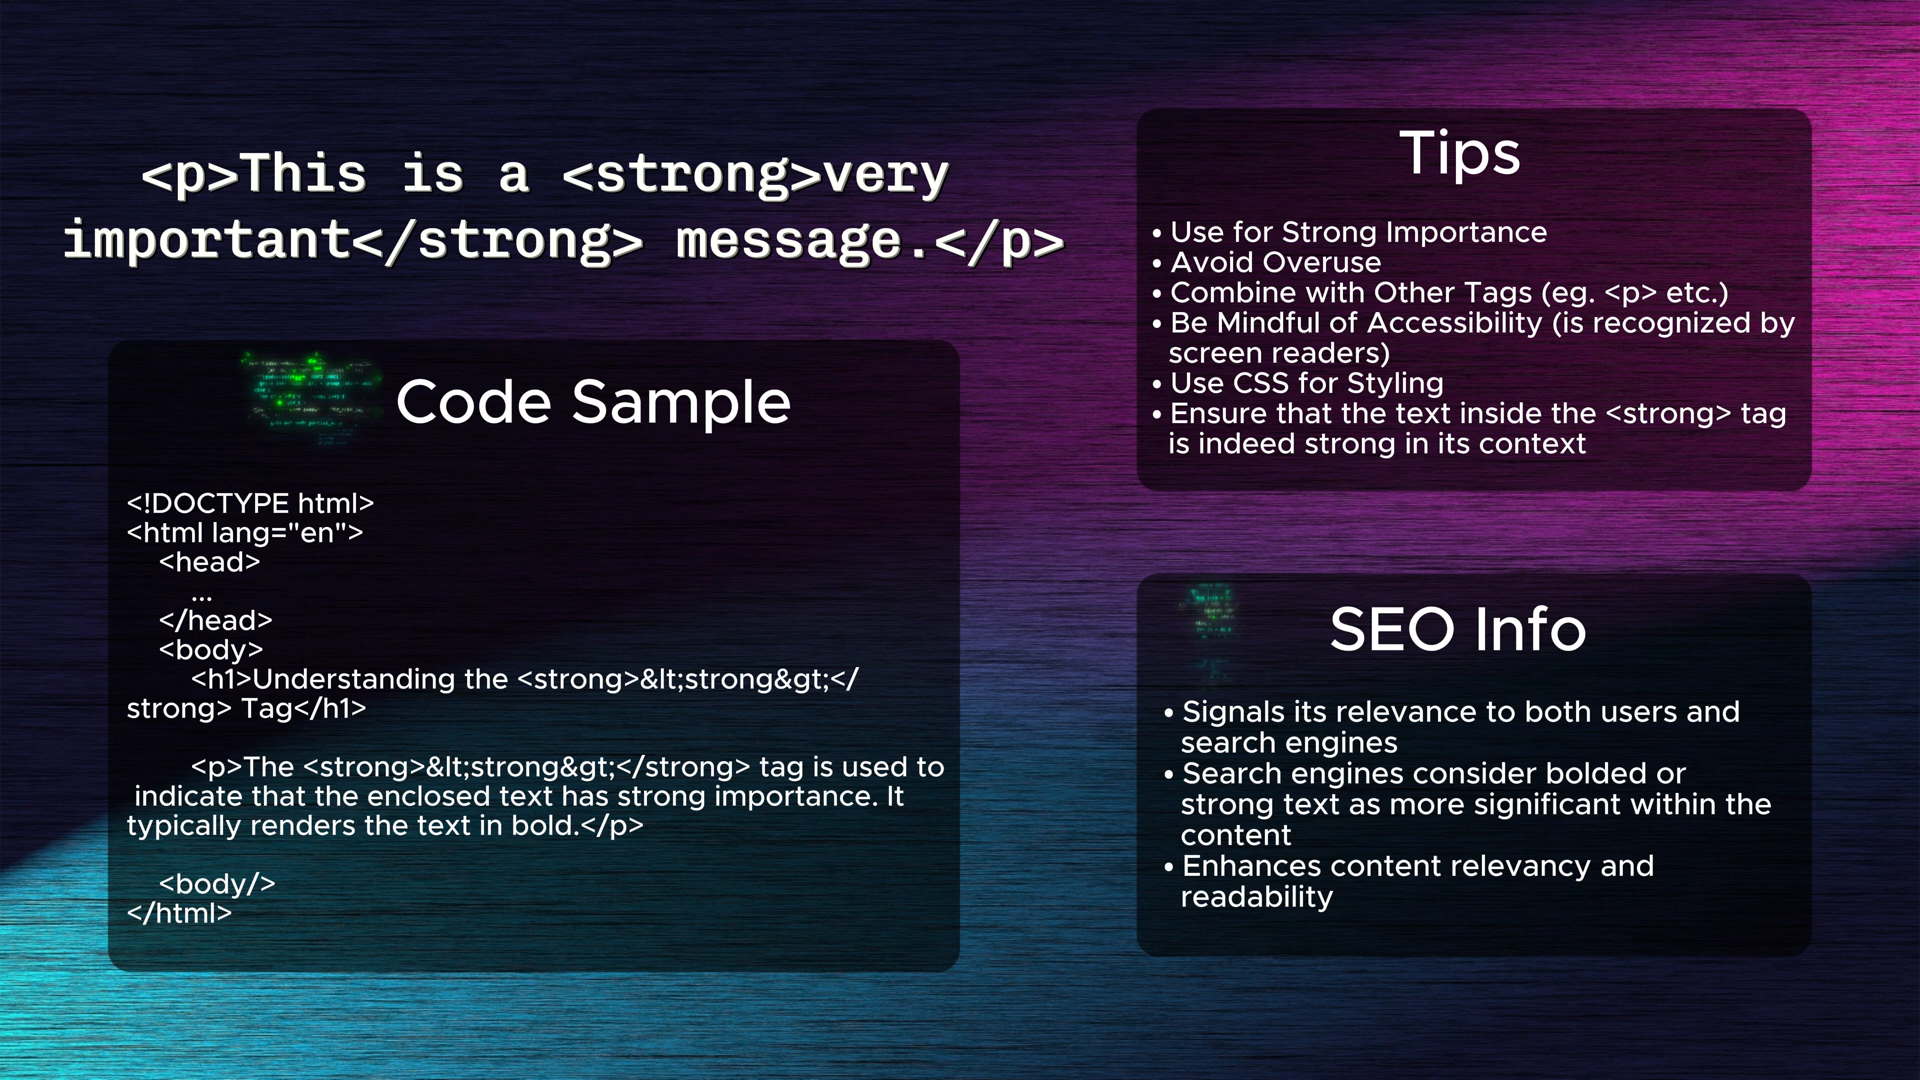 <p>This is a <strong>very
important</strong> message.</p>
Code Sample
<!DOCTYPE html>
<html lang="en">
<head>
...
</head>
<body>
<h1>Understanding the <strong>&lt;strong&gt;</
strong> Tag</h1>
<p>The <strong>&lt;strong&gt;</strong> tag is used to
indicate that the enclosed text has strong importance. It
typically renders the text in bold.</p>
<body/>
</html>
Tips
• Use for Strong Importance
• Avoid Overuse
• Combine with Other Tags (eg. <p> etc.)
• Be Mindful of Accessibility (is recognized by
screen readers)
• Use CSS for Styling
• Ensure that the text inside the <strong> tag
is indeed strong in its context
SEO Info
• Signals its relevance to both users and
search engines
• Search engines consider bolded or
strong text as more significant within the
content
• Enhances content relevancy and
readability